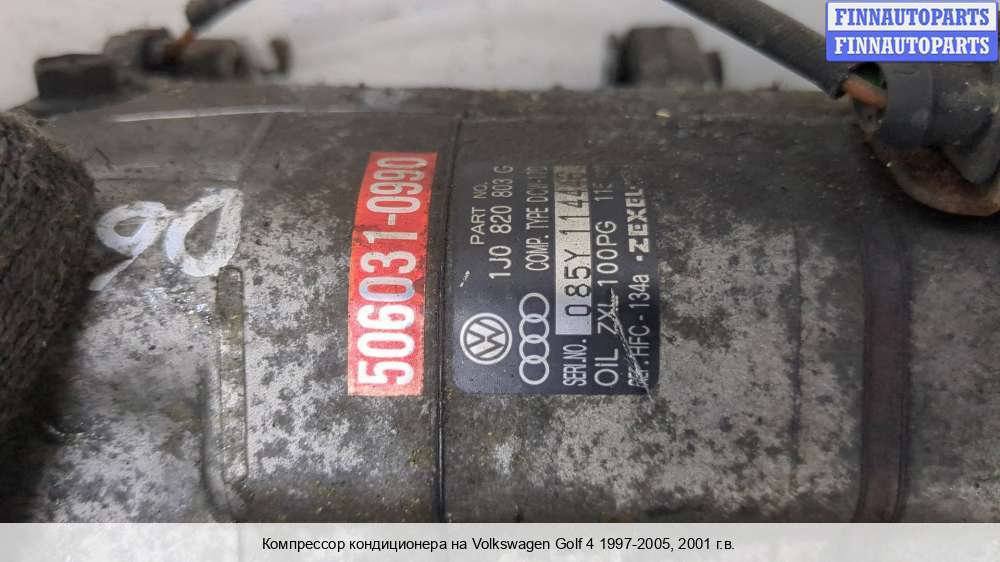 FINNAUTOPARTS
FINNAUTOPARTS
90
506031-0990
PART NO.
1J0 820 803 G
COMP. TYPE
SER.NO.
OIL ZXL 100PG
REF. HFC-134a ·ZEXEL
Компрессор кондиционера на Volkswagen Golf 4 1997-2005, 2001 г.в.